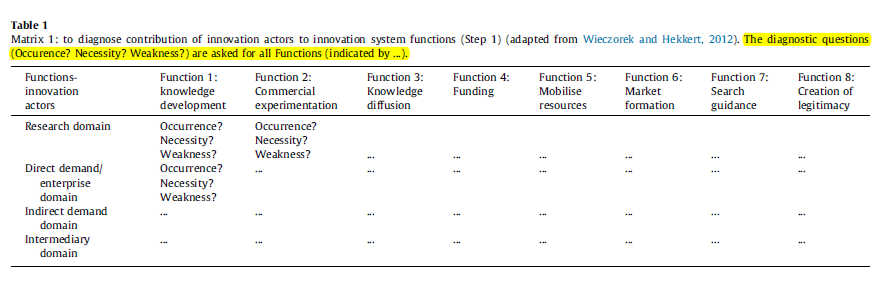 Table 1
Matrix 1: to diagnose contribution of innovation actors to innovation system functions (Step 1) (adapted from Wieczorek and Hekkert, 2012). The diagnostic questions
(Occurence? Necessity? Weakness?) are asked for all Functions (indicated by ...).
Functions- Function 1: Function 2: Function 3: Function 4: Function 5: Function 6: Function 7: Function 8:
innovation knowledge Commercial Knowledge Funding Mobilise Market Search Creation of
actors development experimentation diffusion resources formation guidance legitimacy
Research domain Occurrence? Occurrence?
Necessity? Necessity?
Weakness? Weakness? ... ... ... ... ... ...
Direct demand/ Occurrence? ... ... ... ... ... ... ...
enterprise Necessity?
domain Weakness?
Indirect demand ... ... ... ... ... ... ... ...
domain
Intermediary ... ... ... ... ... ... ... ...
domain